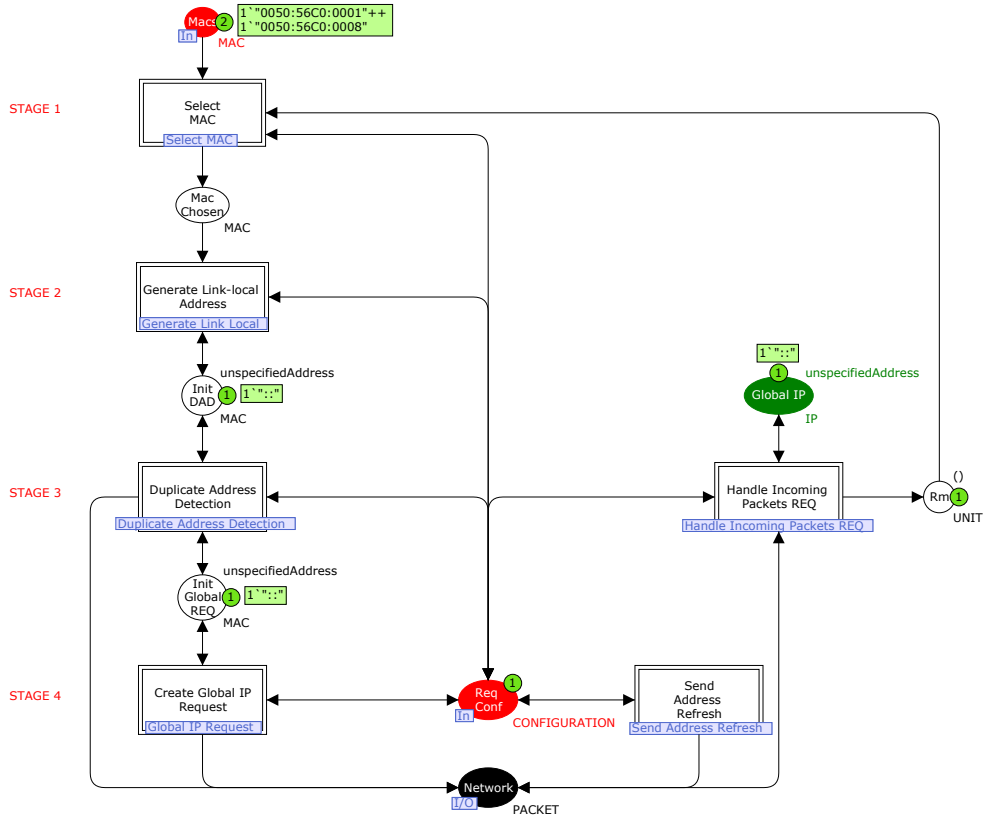 Macs
2
1`"0050:56C0:0001"++
1`"0050:56C0:0008"
In
MAC
STAGE 1
Select
MAC
Select MAC
Mac
Chosen
MAC
STAGE 2
Generate Link-local
Address
Generate Link Local
unspecifiedAddress
Init
DAD
1
1`"::"
MAC
1`"::"
1
unspecifiedAddress
Global IP
IP
STAGE 3
Duplicate Address
Detection
Duplicate Address Detection
Handle Incoming
Packets REQ
Handle Incoming Packets REQ
()
Rm
1
UNIT
unspecifiedAddress
Init
Global
REQ
1
1`"::"
MAC
STAGE 4
Create Global IP
Request
Global IP Request
1
Req
Conf
In
CONFIGURATION
Send
Address
Refresh
Send Address Refresh
Network
I/O
PACKET